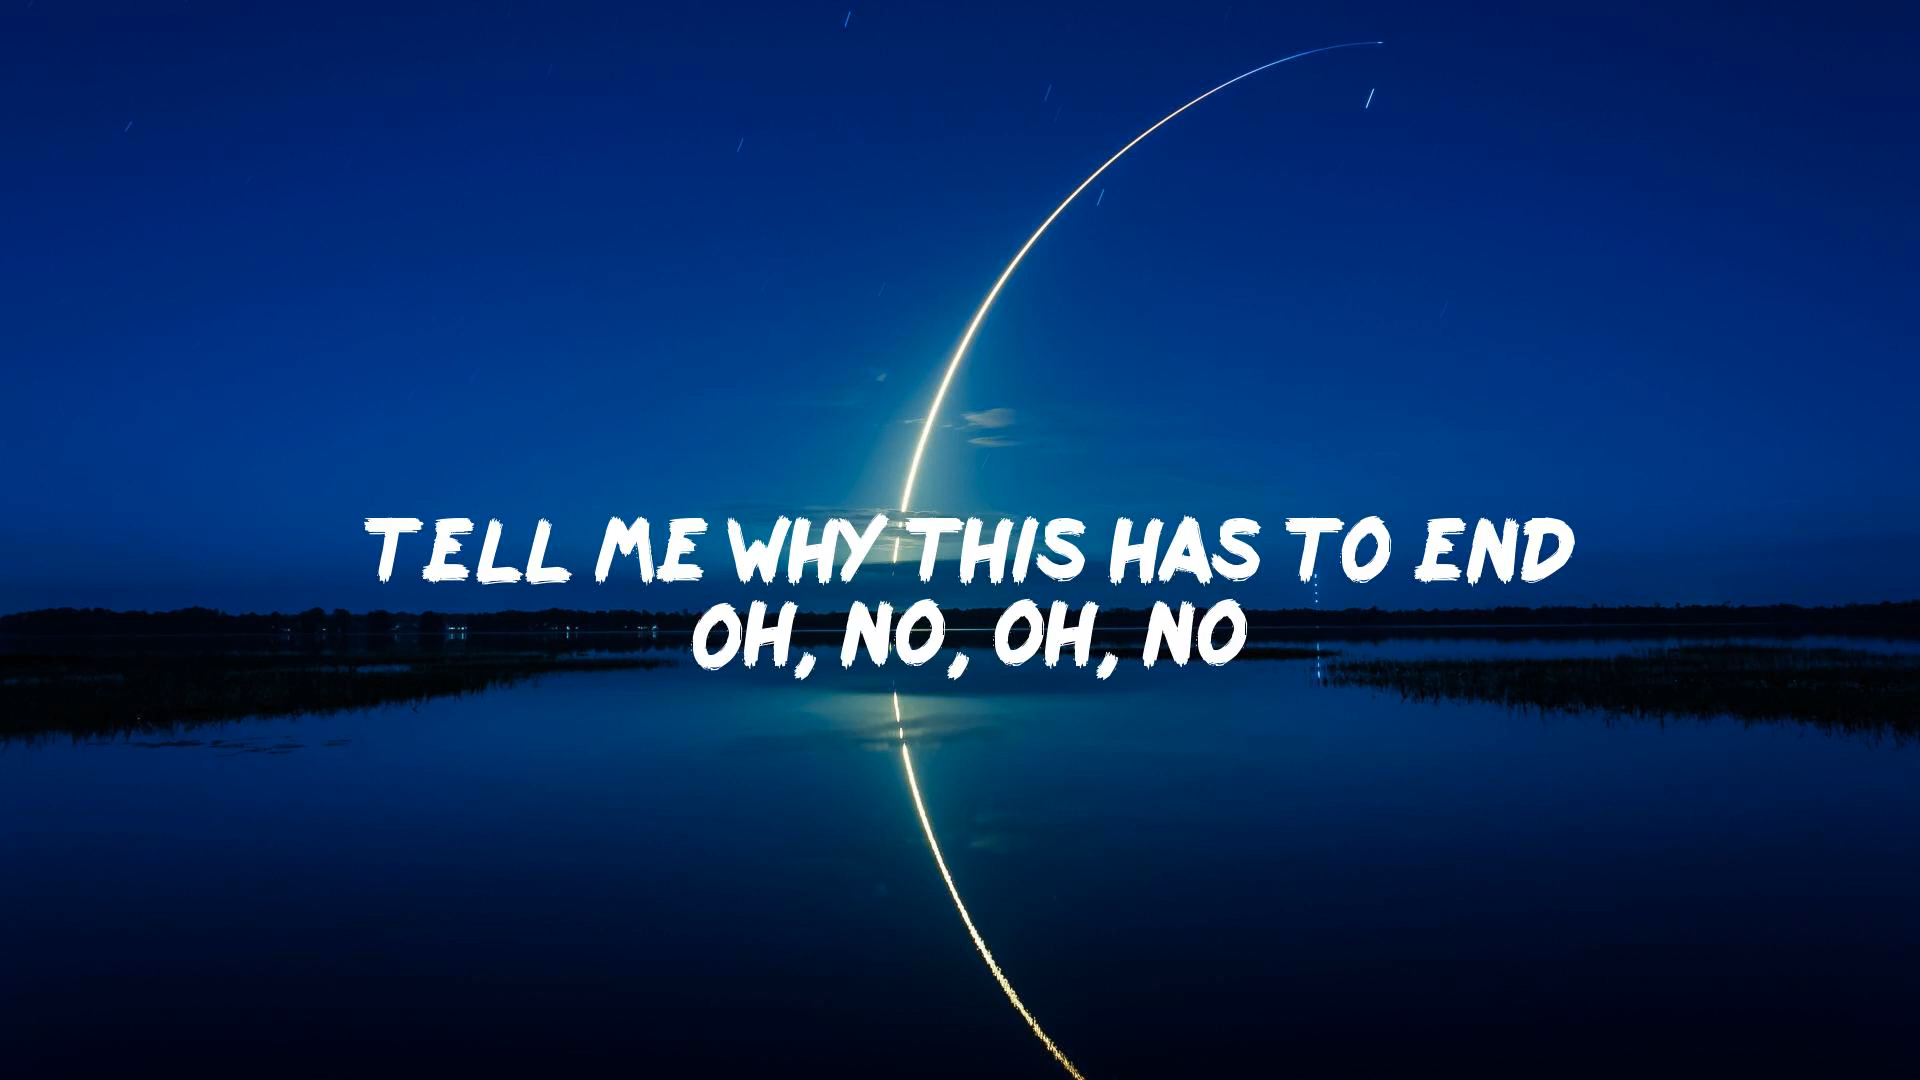 TELL ME WHY THIS HAS TO END
OH, NO, OH, NO